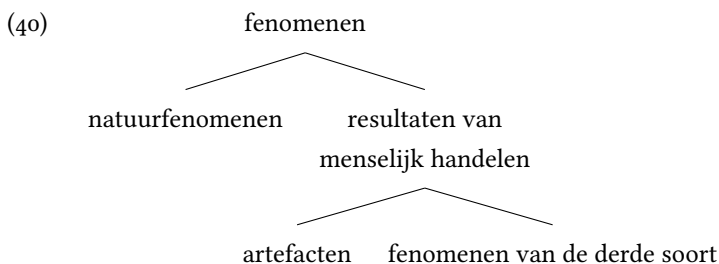 (40) fenomenen
natuurfenomenen resultaten van
menselijk handelen
artefacten fenomenen van de derde soort